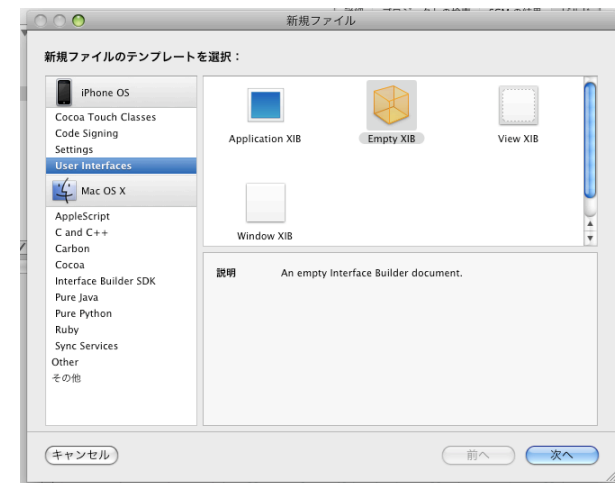 新規ファイル
新規ファイルのテンプレートを選択：
iPhone OS
Cocoa Touch Classes
Code Signing
Settings
User Interfaces
Mac OS X
AppleScript
C and C++
Carbon
Cocoa
Interface Builder SDK
Pure Java
Pure Python
Ruby
Sync Services
Other
その他
Application XIB
Empty XIB
View XIB
Window XIB
説明 An empty Interface Builder document.
キャンセル
前へ
次へ